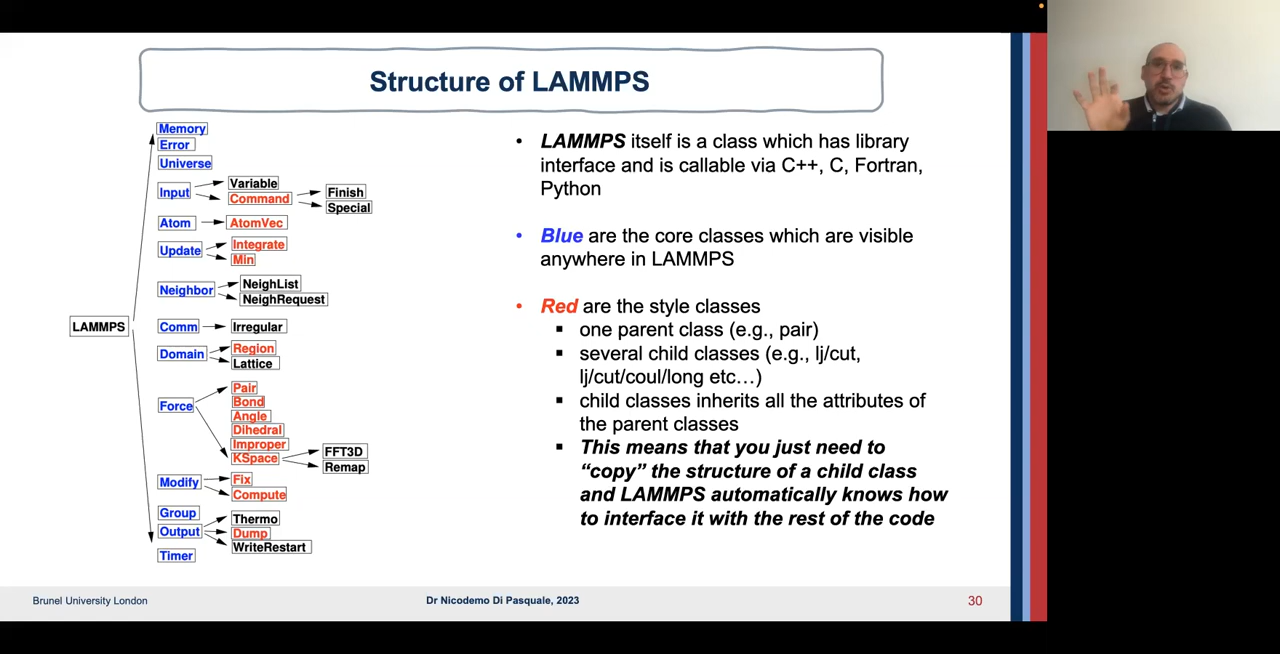 Structure of LAMMPS
Memory
Error
Universe
Input
Variable
Command
Finish
Special
Atom
AtomVec
Update
Integrate
Min
Neighbor
NeighList
NeighRequest
LAMMPS
Comm
Irregular
Domain
Region
Lattice
Force
Pair
Bond
Angle
Dihedral
Improper
KSpace
FFT3D
Remap
Modify
Fix
Compute
Group
Output
Thermo
Dump
WriteRestart
Timer
• LAMMPS itself is a class which has library
interface and is callable via C++, C, Fortran,
Python
• Blue are the core classes which are visible
anywhere in LAMMPS
• Red are the style classes
▪ one parent class (e.g., pair)
▪ several child classes (e.g., lj/cut,
lj/cut/coul/long etc…)
▪ child classes inherits all the attributes of
the parent classes
▪ This means that you just need to
“copy” the structure of a child class
and LAMMPS automatically knows how
to interface it with the rest of the code
Brunel University London
Dr Nicodemo Di Pasquale, 2023
30